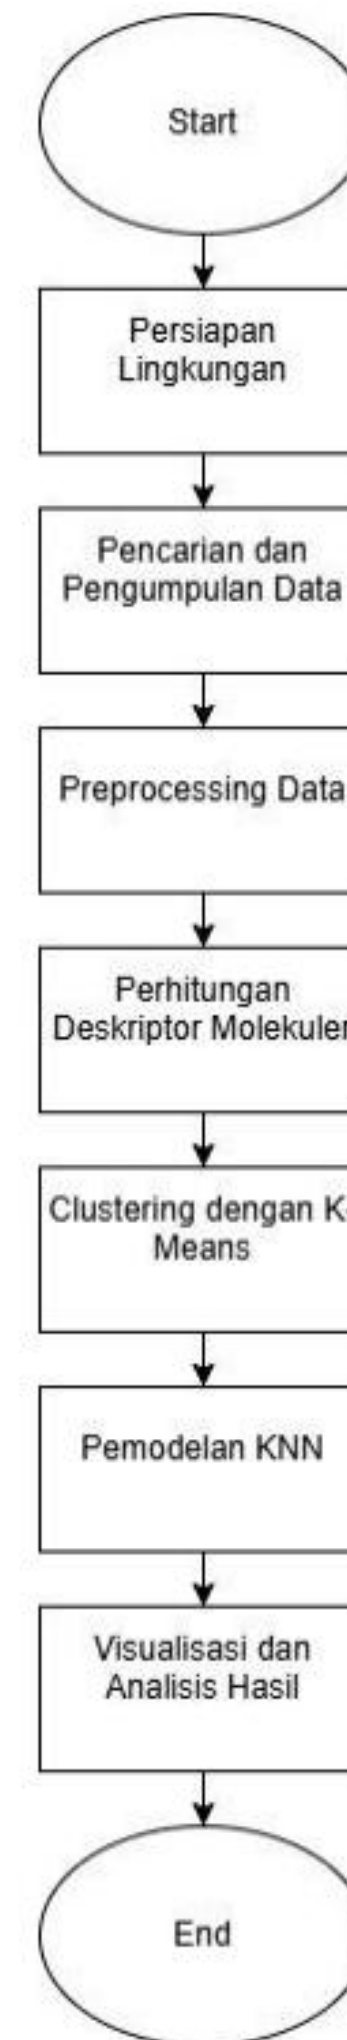 Start
Persiapan
Lingkungan
Pencarian dan
Pengumpulan Data
Preprocessing Data
Perhitungan
Deskriptor Molekuler
Clustering dengan K-
Means
Pemodelan KNN
Visualisasi dan
Analisis Hasil
End